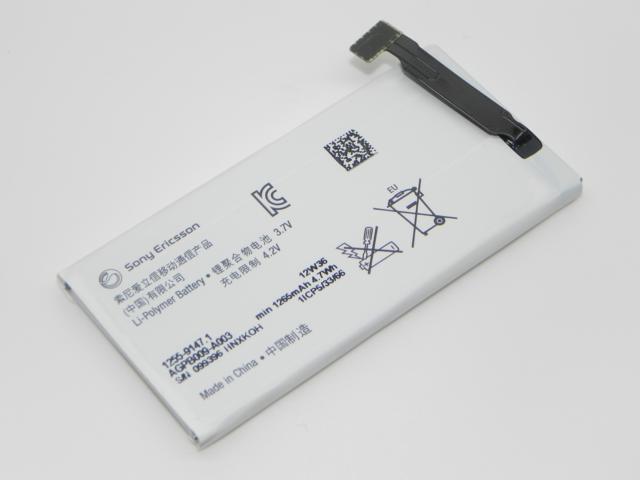 Sony Ericsson
索尼爱立信移动通信产品
(中国)有限公司
Li-Polymer Battery • 锂聚合物电池 3.7V
充电限制 4.2V
EU
12W36
min 1265mAh 4.7Wh
1ICP5/33/66
1255-9147.1
AGPB009-A003
S/N 099396 HNXKOH
Made in China • 中国制造